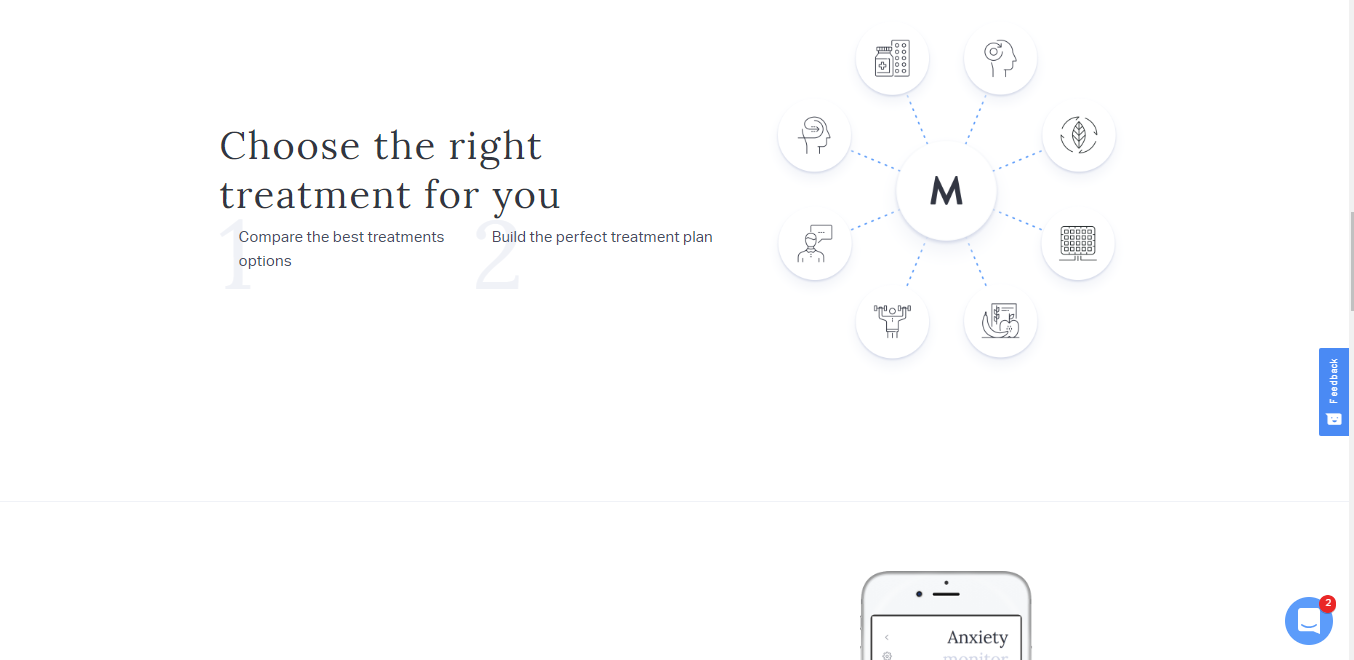 Choose the right
treatment for you
1
Compare the best treatments
options
2
Build the perfect treatment plan
M
Feedback
2
Anxiety
monitor